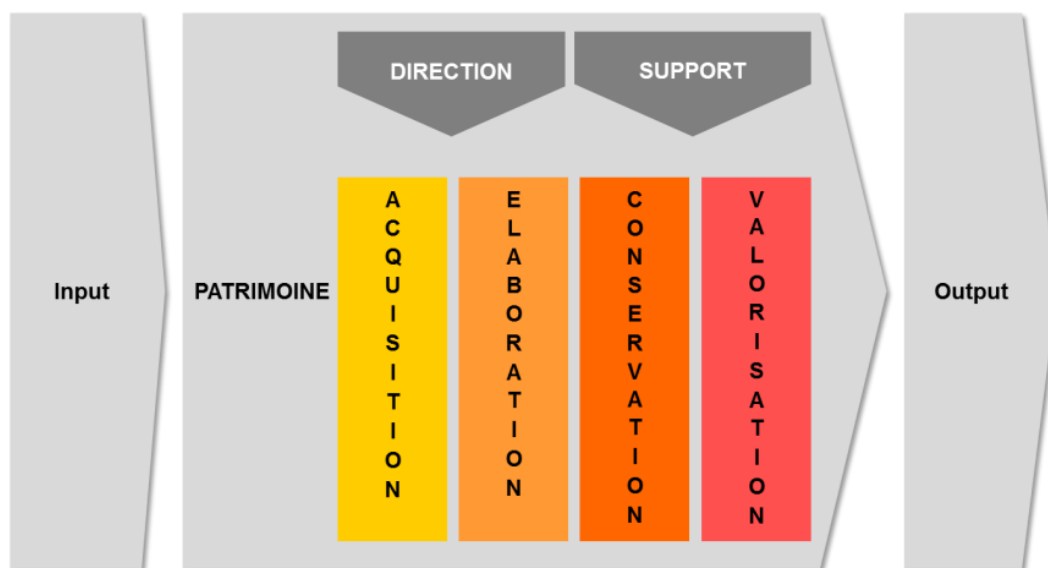 DIRECTION
SUPPORT
Input
PATRIMOINE
ACQUISITION
ELABORATION
CONSERVATION
VALORISATION
Output